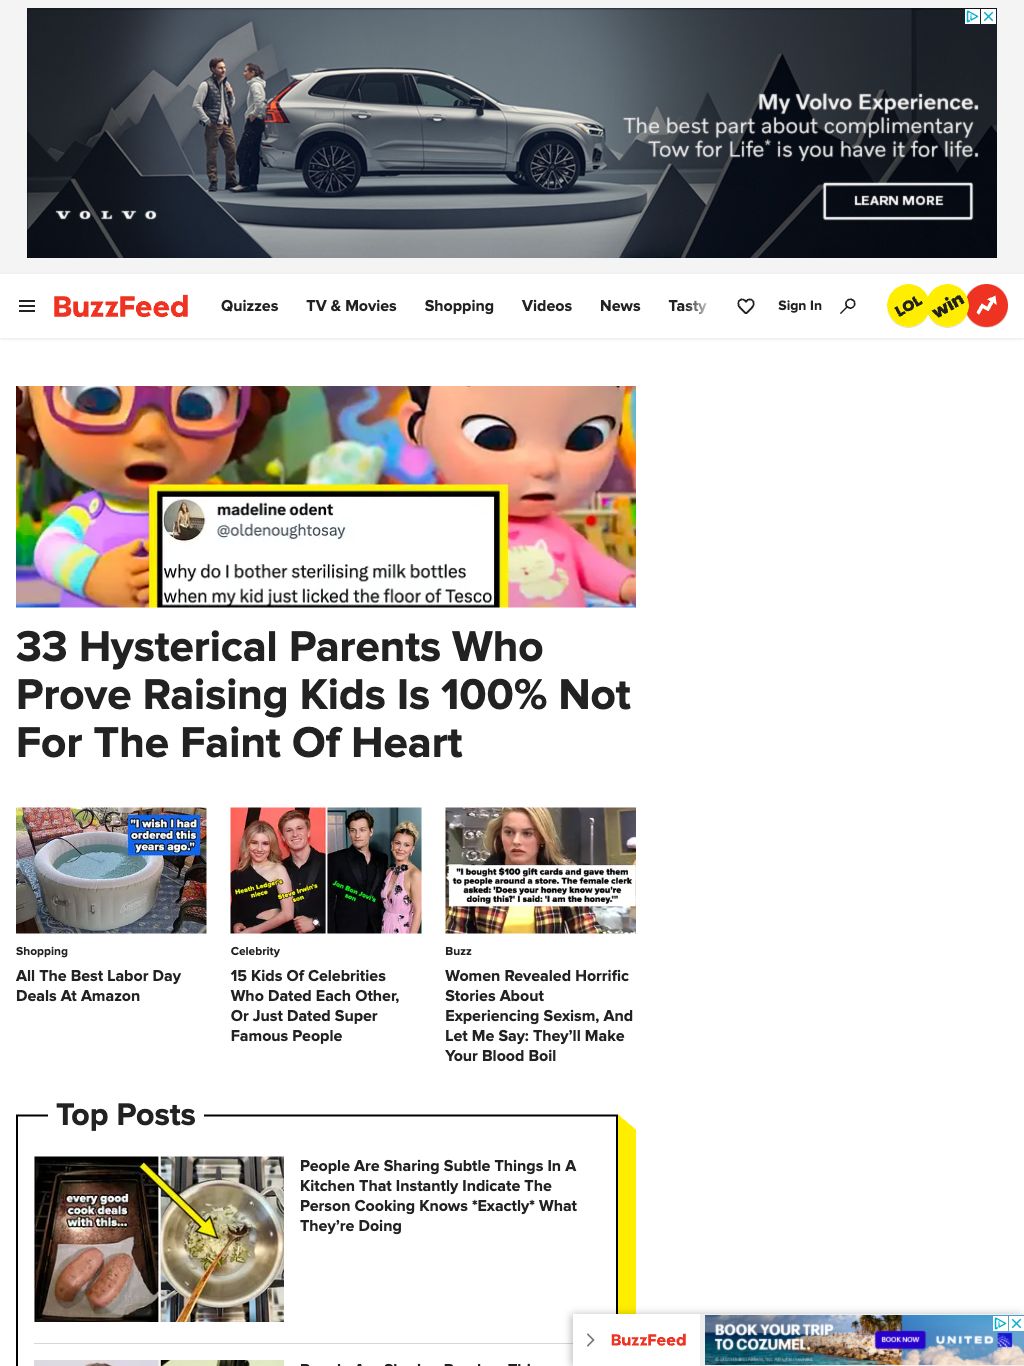 My Volvo Experience.
The best part about complimentary
Tow for Life* is you have it for life.
LEARN MORE
VOLVO
BuzzFeed
Quizzes
TV & Movies
Shopping
Videos
News
Tasty
Sign In
LOL
win
madeline odent
@oldenoughtosay
why do I bother sterilising milk bottles
when my kid just licked the floor of Tesco
33 Hysterical Parents Who
Prove Raising Kids Is 100% Not
For The Faint Of Heart
"I wish I had
ordered this
years ago."
Shopping
All The Best Labor Day
Deals At Amazon
Heath Ledger's
niece
Steve Irwin's
son
Jon Bon Jovi's
son
Celebrity
15 Kids Of Celebrities
Who Dated Each Other,
Or Just Dated Super
Famous People
"I bought $100 gift cards and gave them
to people around a store. The female clerk
asked: 'Does your honey know you're
doing this?' I said: 'I am the honey.'"
Buzz
Women Revealed Horrific
Stories About
Experiencing Sexism, And
Let Me Say: They’ll Make
Your Blood Boil
Top Posts
every good
cook deals
with this...
People Are Sharing Subtle Things In A
Kitchen That Instantly Indicate The
Person Cooking Knows *Exactly* What
They’re Doing
BuzzFeed
BOOK YOUR TRIP
TO COZUMEL.
BOOK NOW
UNITED